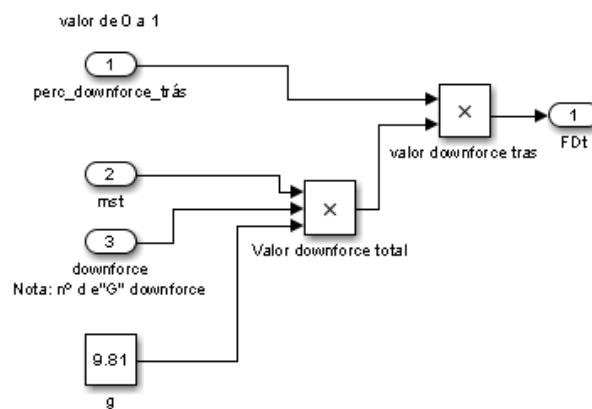 valor de 0 a 1
1
perc_downforce_trás
×
valor downforce tras
1
FDt
2
mst
×
Valor downforce total
3
downforce
Nota: nº d e"G" downforce
9.81
g